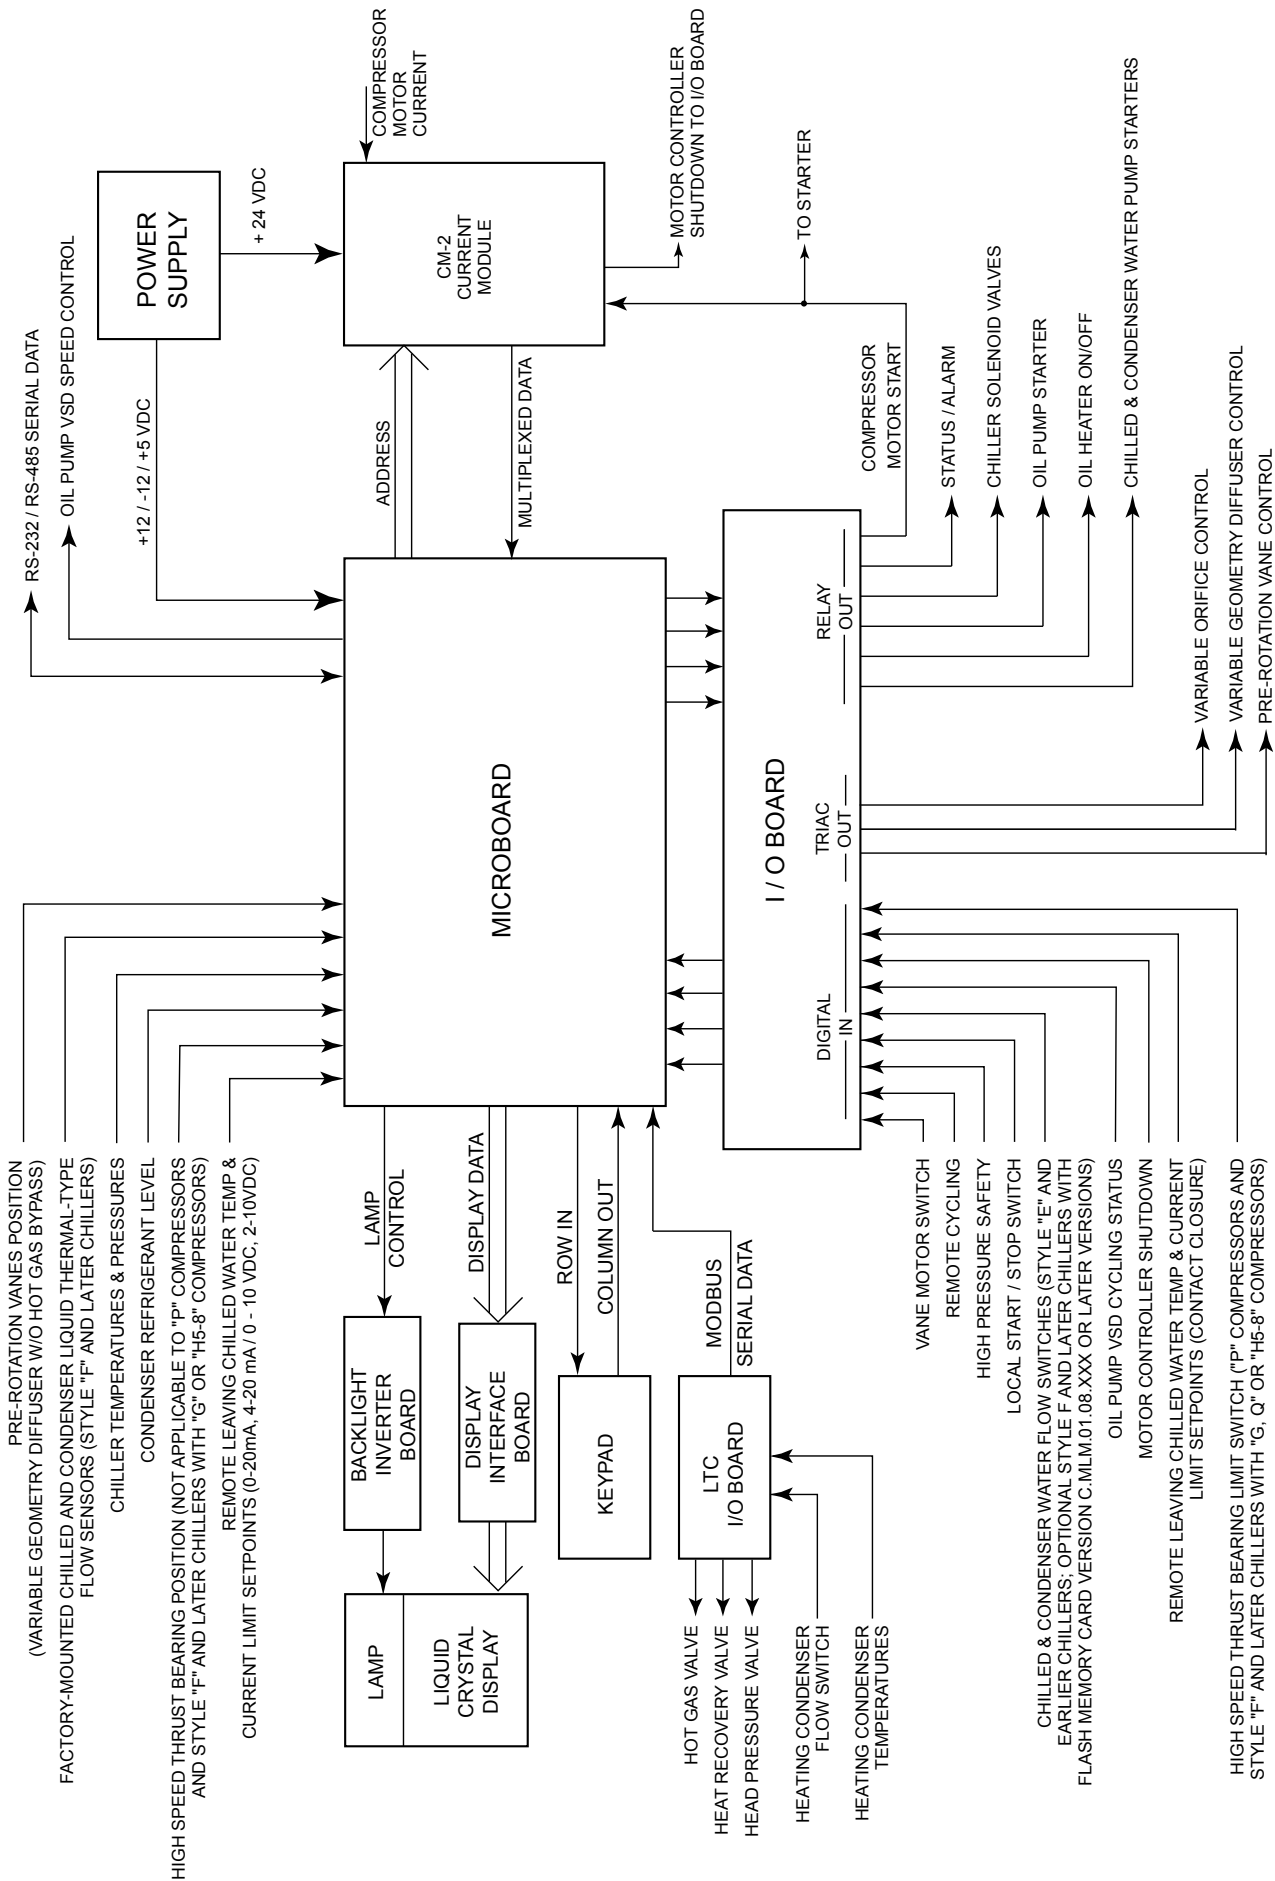 PRE-ROTATION VANES POSITION
(VARIABLE GEOMETRY DIFFUSER W/O HOT GAS BYPASS)
FACTORY-MOUNTED CHILLED AND CONDENSER LIQUID THERMAL-TYPE
FLOW SENSORS (STYLE "F" AND LATER CHILLERS)
CHILLER TEMPERATURES & PRESSURES
CONDENSER REFRIGERANT LEVEL
HIGH SPEED THRUST BEARING POSITION (NOT APPLICABLE TO "P" COMPRESSORS
AND STYLE "F" AND LATER CHILLERS WITH "G" OR "H5-8" COMPRESSORS)
REMOTE LEAVING CHILLED WATER TEMP &
CURRENT LIMIT SETPOINTS (0-20mA, 4-20 mA / 0 - 10 VDC, 2-10VDC)
RS-232 / RS-485 SERIAL DATA
OIL PUMP VSD SPEED CONTROL
+12 / -12 / +5 VDC
POWER
SUPPLY
+ 24 VDC
COMPRESSOR
MOTOR
CURRENT
CM-2
CURRENT
MODULE
ADDRESS
MULTIPLEXED DATA
MOTOR CONTROLLER
SHUTDOWN TO I/O BOARD
TO STARTER
COMPRESSOR
MOTOR START
MICROBOARD
LAMP
CONTROL
DISPLAY DATA
ROW IN
COLUMN OUT
MODBUS
SERIAL DATA
BACKLIGHT
INVERTER
BOARD
DISPLAY
INTERFACE
BOARD
KEYPAD
LTC
I/O BOARD
LAMP
LIQUID
CRYSTAL
DISPLAY
HOT GAS VALVE
HEAT RECOVERY VALVE
HEAD PRESSURE VALVE
HEATING CONDENSER
FLOW SWITCH
HEATING CONDENSER
TEMPERATURES
I / O BOARD
DIGITAL
IN
TRIAC
OUT
RELAY
OUT
STATUS / ALARM
CHILLER SOLENOID VALVES
OIL PUMP STARTER
OIL HEATER ON/OFF
CHILLED & CONDENSER WATER PUMP STARTERS
VARIABLE ORIFICE CONTROL
VARIABLE GEOMETRY DIFFUSER CONTROL
PRE-ROTATION VANE CONTROL
VANE MOTOR SWITCH
REMOTE CYCLING
HIGH PRESSURE SAFETY
LOCAL START / STOP SWITCH
CHILLED & CONDENSER WATER FLOW SWITCHES (STYLE "E" AND
EARLIER CHILLERS; OPTIONAL STYLE F AND LATER CHILLERS WITH
FLASH MEMORY CARD VERSION C.MLM.01.08.XXX OR LATER VERSIONS)
OIL PUMP VSD CYCLING STATUS
MOTOR CONTROLLER SHUTDOWN
REMOTE LEAVING CHILLED WATER TEMP & CURRENT
LIMIT SETPOINTS (CONTACT CLOSURE)
HIGH SPEED THRUST BEARING LIMIT SWITCH ("P" COMPRESSORS AND
STYLE "F" AND LATER CHILLERS WITH "G, Q" OR "H5-8" COMPRESSORS)